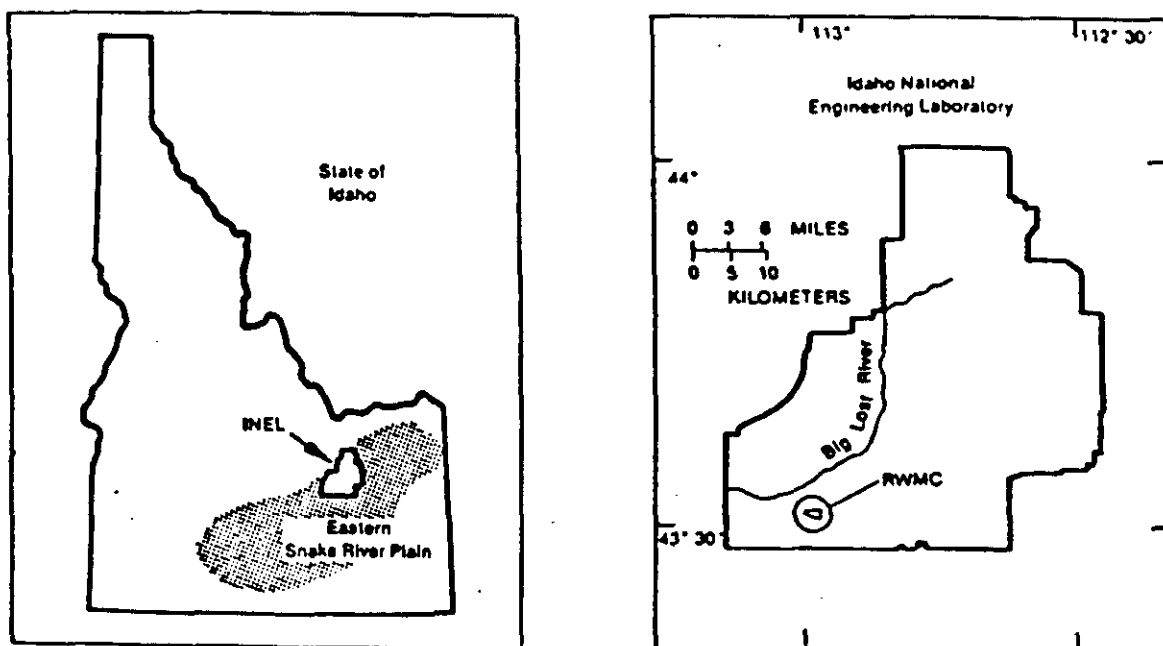 State of
Idaho
INEL
Eastern
Snake River Plain
113°
112° 30'
Idaho National
Engineering Laboratory
44°
0 3 6 MILES
0 5 10
KILOMETERS
Big Lost River
RWMC
43° 30'